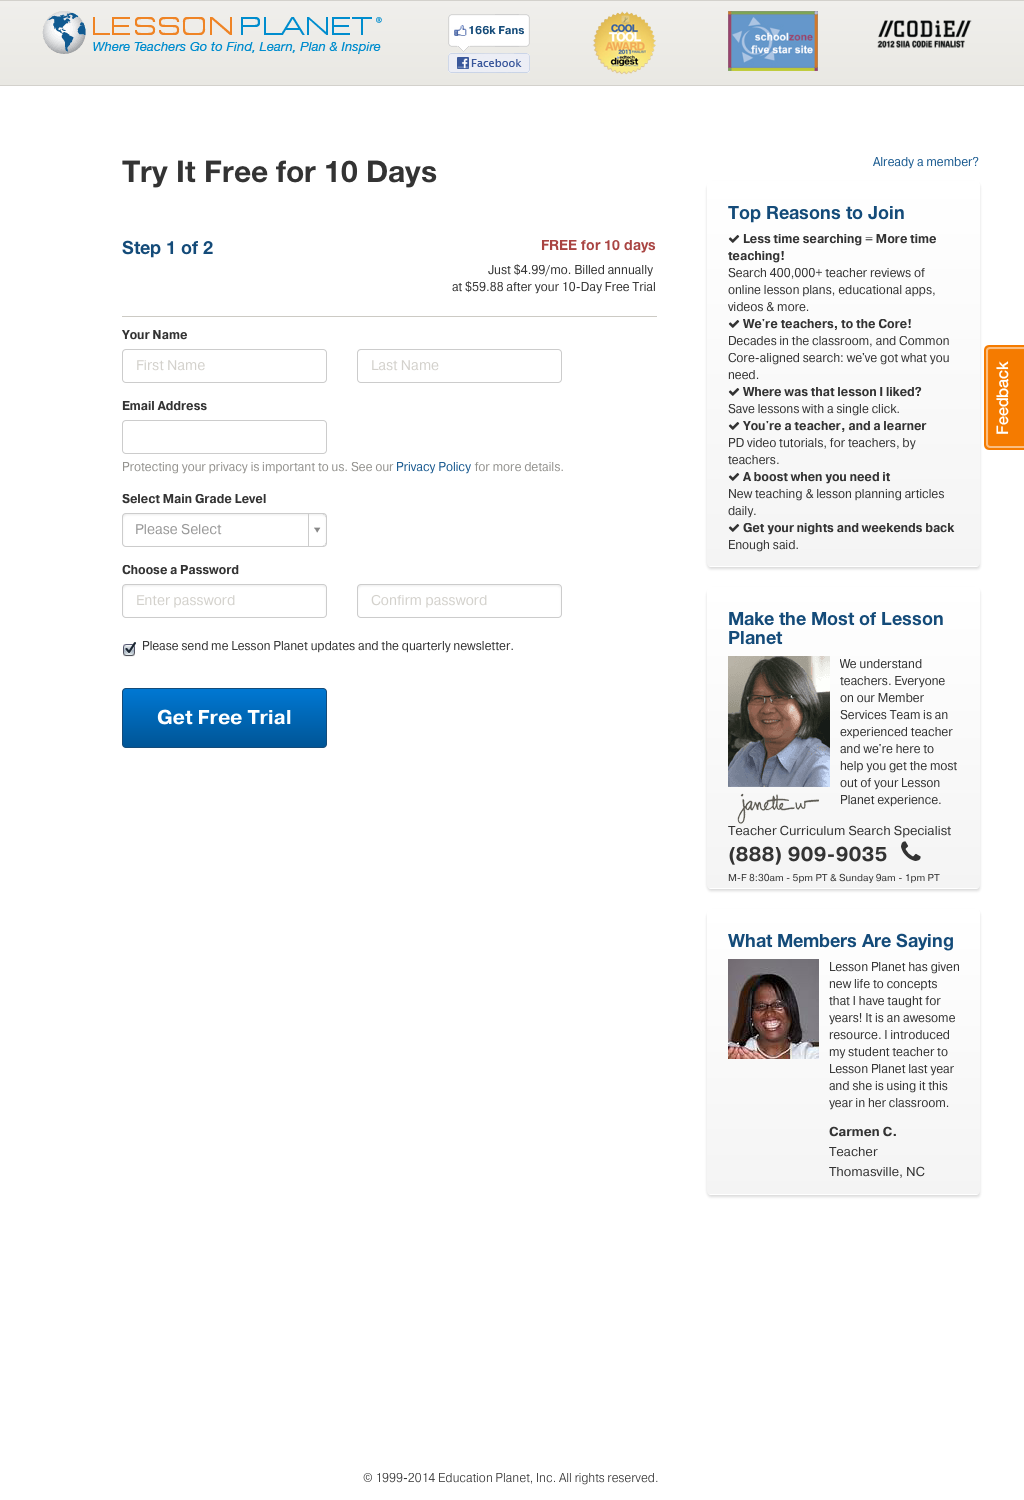 LESSON PLANET®
Where Teachers Go to Find, Learn, Plan & Inspire
166k Fans
Facebook
COOL
TOOL
AWARD
2011 FINALIST
digest
schoolzone
five star site
//CODiE//
2012 SIIA CODIE FINALIST
Try It Free for 10 Days
Already a member?
Step 1 of 2
FREE for 10 days
Just $4.99/mo. Billed annually
at $59.88 after your 10-Day Free Trial
Your Name
First Name
Last Name
Email Address
Protecting your privacy is important to us. See our Privacy Policy for more details.
Select Main Grade Level
Please Select
Choose a Password
Enter password
Confirm password
Please send me Lesson Planet updates and the quarterly newsletter.
Get Free Trial
Top Reasons to Join
✔ Less time searching = More time
teaching!
Search 400,000+ teacher reviews of
online lesson plans, educational apps,
videos & more.
✔ We're teachers, to the Core!
Decades in the classroom, and Common
Core-aligned search: we've got what you
need.
✔ Where was that lesson I liked?
Save lessons with a single click.
✔ You're a teacher, and a learner
PD video tutorials, for teachers, by
teachers.
✔ A boost when you need it
New teaching & lesson planning articles
daily.
✔ Get your nights and weekends back
Enough said.
Feedback
Make the Most of Lesson
Planet
We understand
teachers. Everyone
on our Member
Services Team is an
experienced teacher
and we're here to
help you get the most
out of your Lesson
Planet experience.
janette w
Teacher Curriculum Search Specialist
(888) 909-9035
M-F 8:30am - 5pm PT & Sunday 9am - 1pm PT
What Members Are Saying
Lesson Planet has given
new life to concepts
that I have taught for
years! It is an awesome
resource. I introduced
my student teacher to
Lesson Planet last year
and she is using it this
year in her classroom.
Carmen C.
Teacher
Thomasville, NC
© 1999-2014 Education Planet, Inc. All rights reserved.